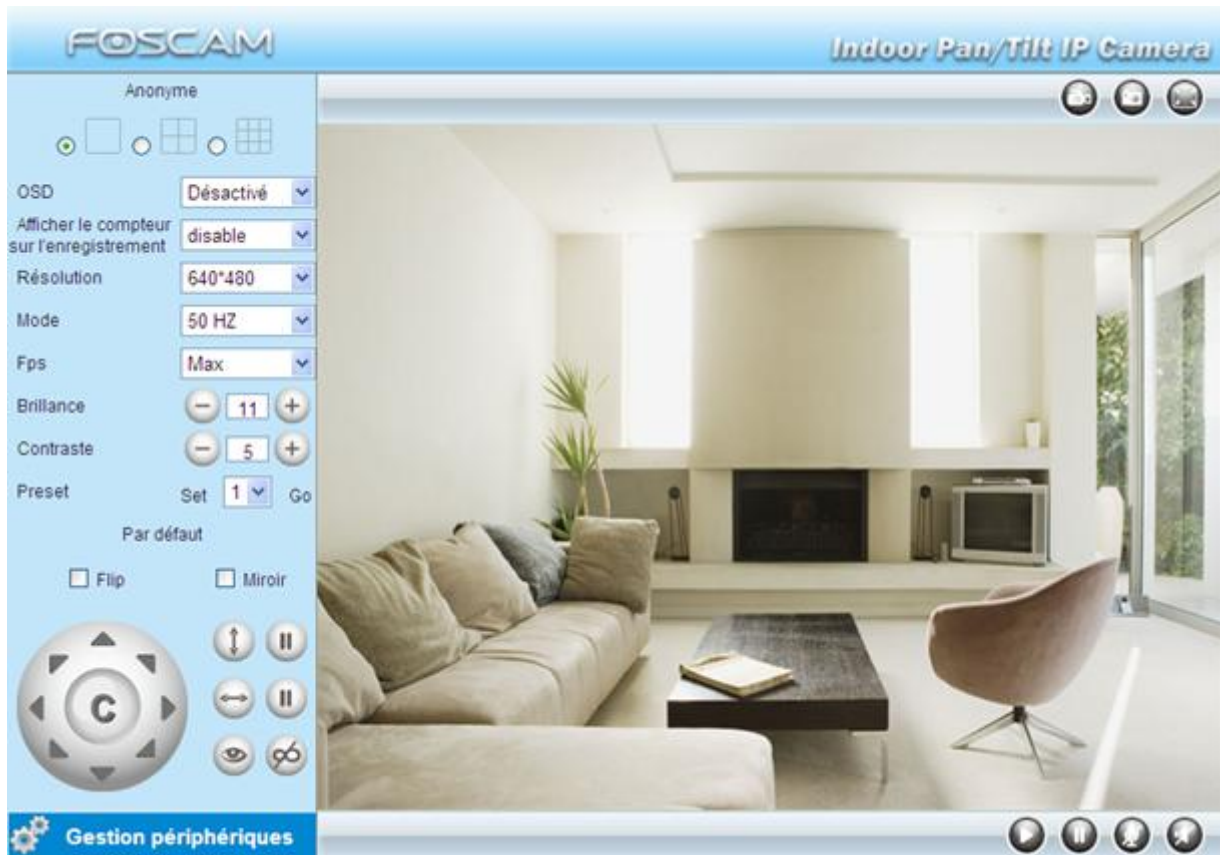 FOSCAM
Indoor Pan/Tilt IP Camera
Anonyme
OSD Désactivé
Afficher le compteur
sur l'enregistrement disable
Résolution 640*480
Mode 50 HZ
Fps Max
Brillance 11
Contraste 5
Preset Set 1 Go
Par défaut
Flip Miroir
C
Gestion périphériques